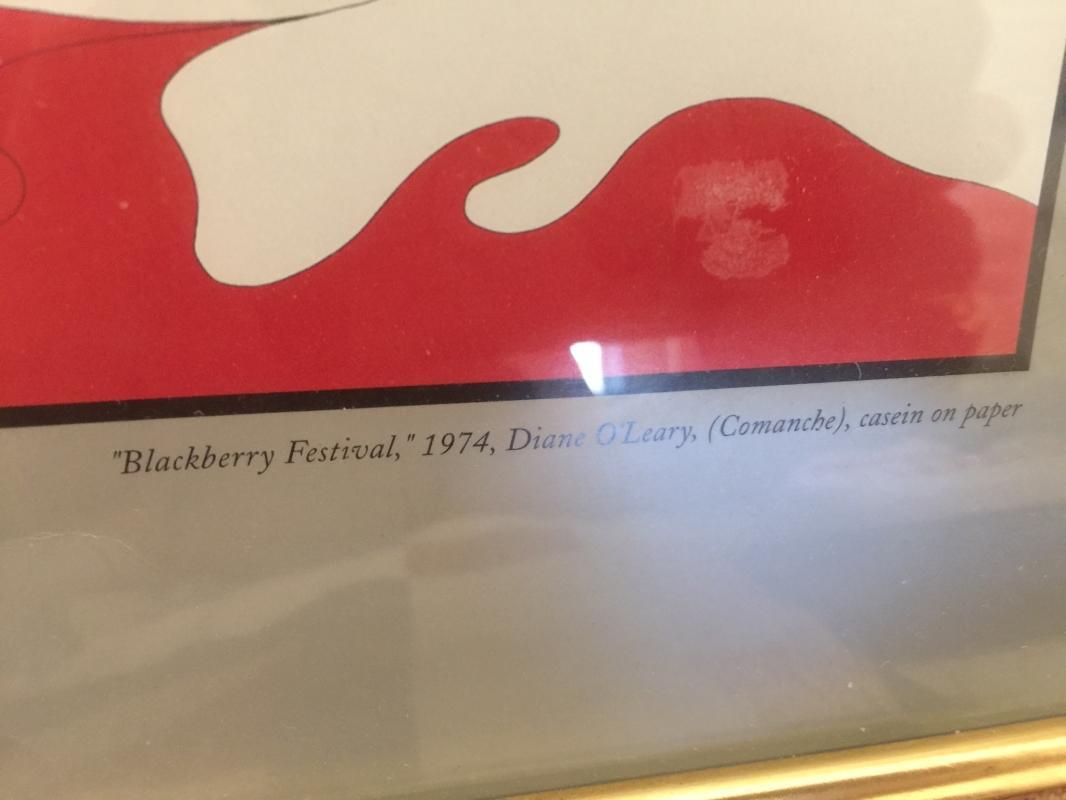 "Blackberry Festival," 1974, Diane O'Leary, (Comanche), casein on paper